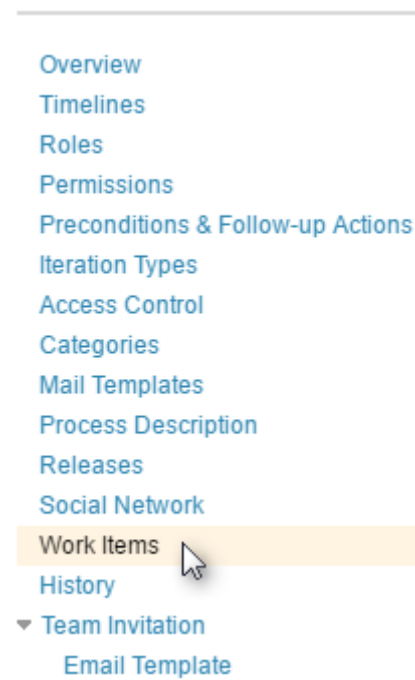 Overview
Timelines
Roles
Permissions
Preconditions & Follow-up Actions
Iteration Types
Access Control
Categories
Mail Templates
Process Description
Releases
Social Network
Work Items
History
Team Invitation
Email Template